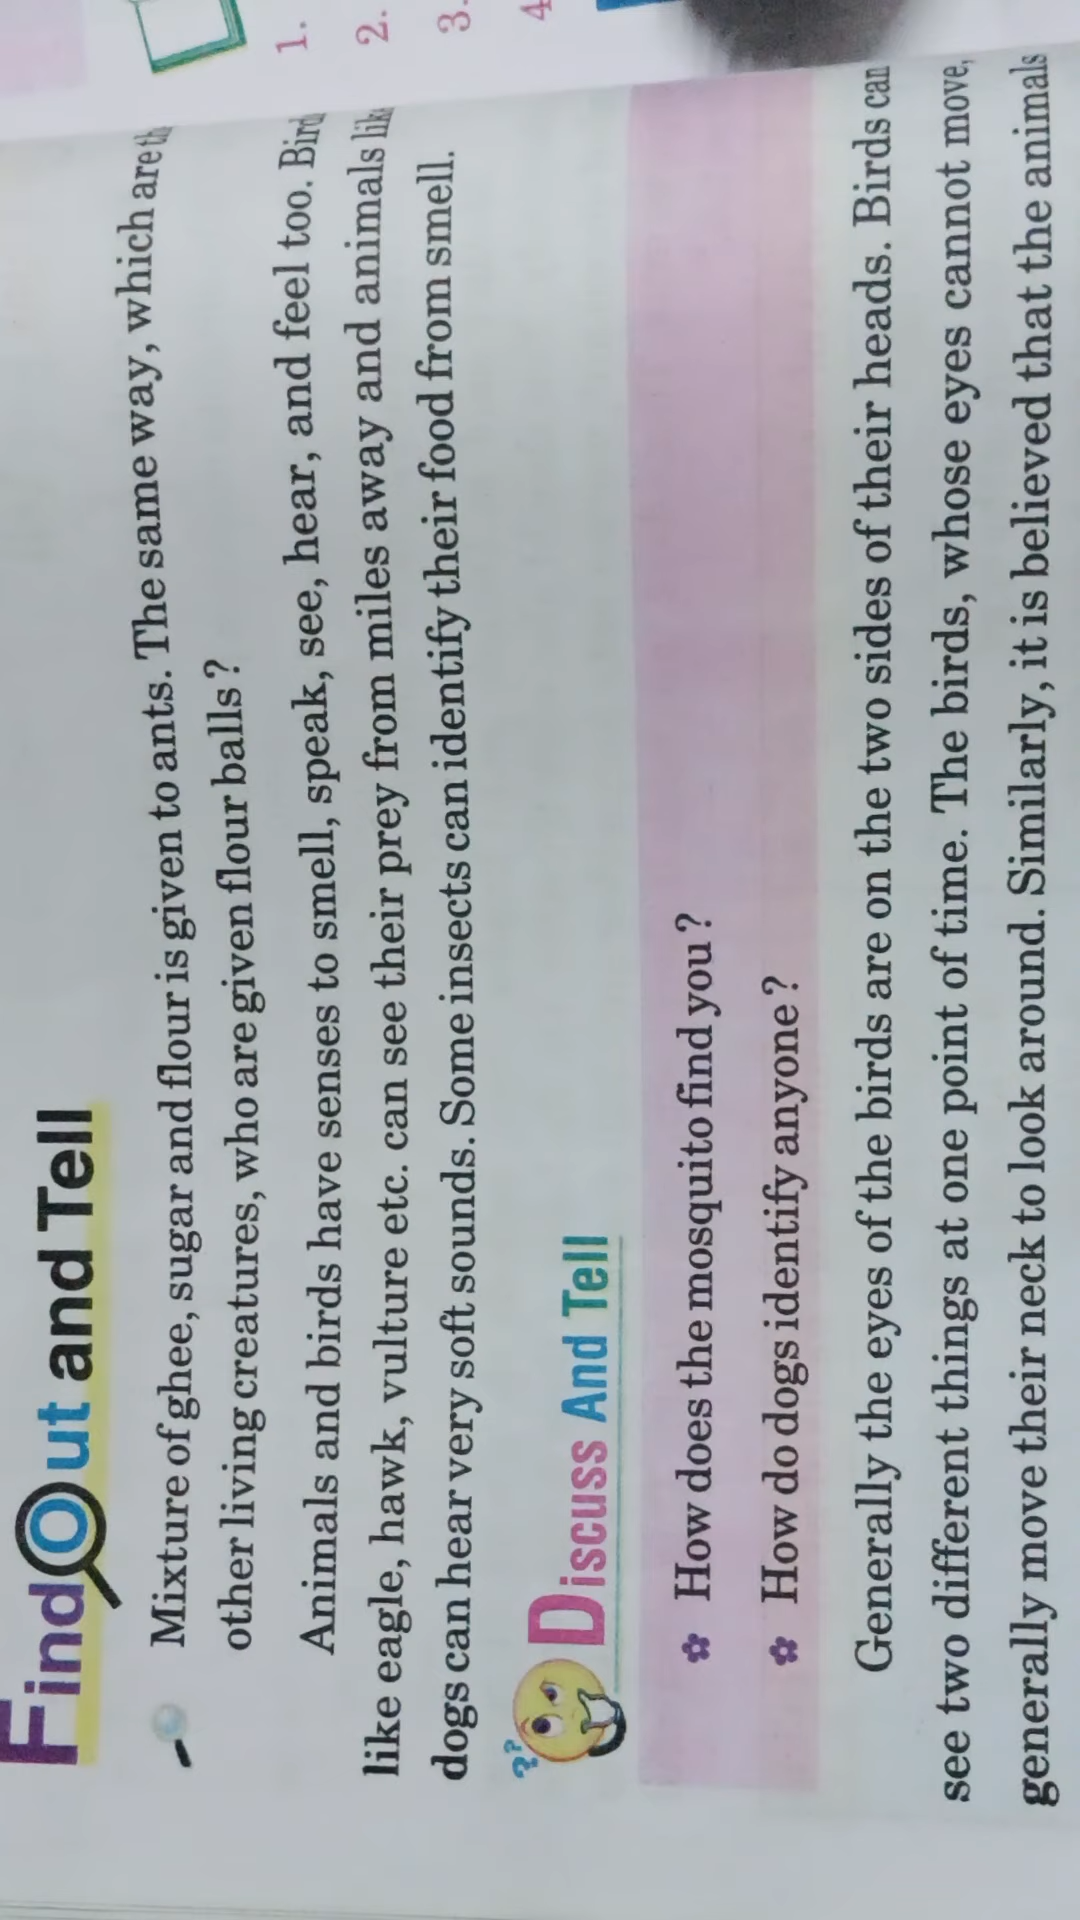 Find Out and Tell
Mixture of ghee, sugar and flour is given to ants. The same way, which are
other living creatures, who are given flour balls?
Animals and birds have senses to smell, speak, see, hear, and feel too.
like eagle, hawk, vulture etc. can see their prey from miles away and animals
dogs can hear very soft sounds. Some insects can identify their food from smell.
??
Discuss And Tell
How does the mosquito find you?
How do dogs identify anyone?
Generally the eyes of the birds are on the two sides of their heads. Birds can
see two different things at one point of time. The birds, whose eyes cannot move,
generally move their neck to look around. Similarly, it is believed that the animals
1.
2.
3.
4